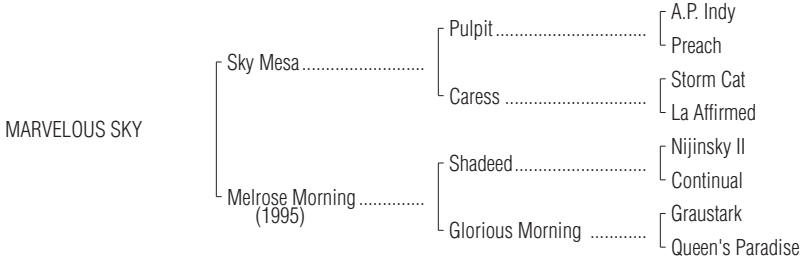 A.P. Indy
Pulpit..................................
Preach
Sky Mesa...........................
Storm Cat
Caress ................................
La Affirmed
MARVELOUS SKY
Nijinsky II
Shadeed..............................
Continual
Melrose Morning ..............
(1995)
Graustark
Glorious Morning ............
Queen's Paradise